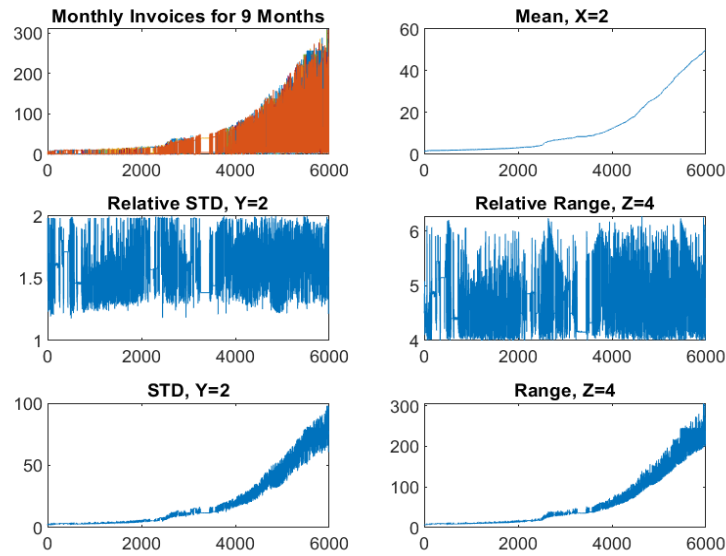 Monthly Invoices for 9 Months
300
200
100
0
0 2000 4000 6000
Mean, X=2
60
40
20
0
0 2000 4000 6000
Relative STD, Y=2
2
1.5
1
0 2000 4000 6000
Relative Range, Z=4
6
5
4
0 2000 4000 6000
STD, Y=2
100
50
0
0 2000 4000 6000
Range, Z=4
300
200
100
0
0 2000 4000 6000